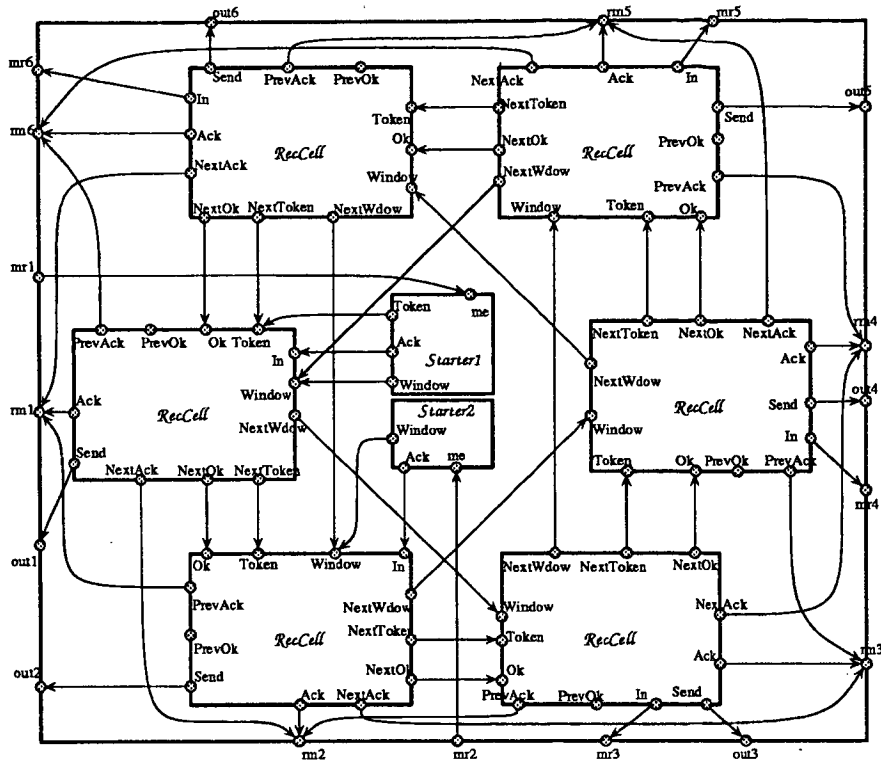 out6
rm5
mr5
mr6
Send
PrevAck
PrevOk
NextAck
Ack
In
In
Token
NextToken
Send
out5
rm6
Ack
Ok
NextOk
PrevOk
RecCell
RecCell
NextAck
Window
NextWdow
PrevAck
NextOk
NextToken
NextWdow
Window
Token
Ok
mr1
Token
me
rm4
PrevAck
PrevOk
Ok
Token
In
Ack
Starter1
NextToken
NextOk
NextAck
Ack
Window
Window
NextWdow
out4
rm1
Ack
RecCell
NextWdow
Starter2
Window
RecCell
Send
Window
In
Send
NextAck
NextOk
NextToken
Ack
me
Token
Ok
PrevOk
PrevAck
mr4
out1
Ok
Token
Window
In
NextWdow
NextToken
NextOk
PrevAck
NextWdow
Window
NextAck
PrevOk
RecCell
NextToken
Token
RecCell
out2
Send
NextOk
Ok
Ack
rm3
Ack
NextAck
PrevAck
PrevOk
In
Send
rm2
mr2
mr3
out3